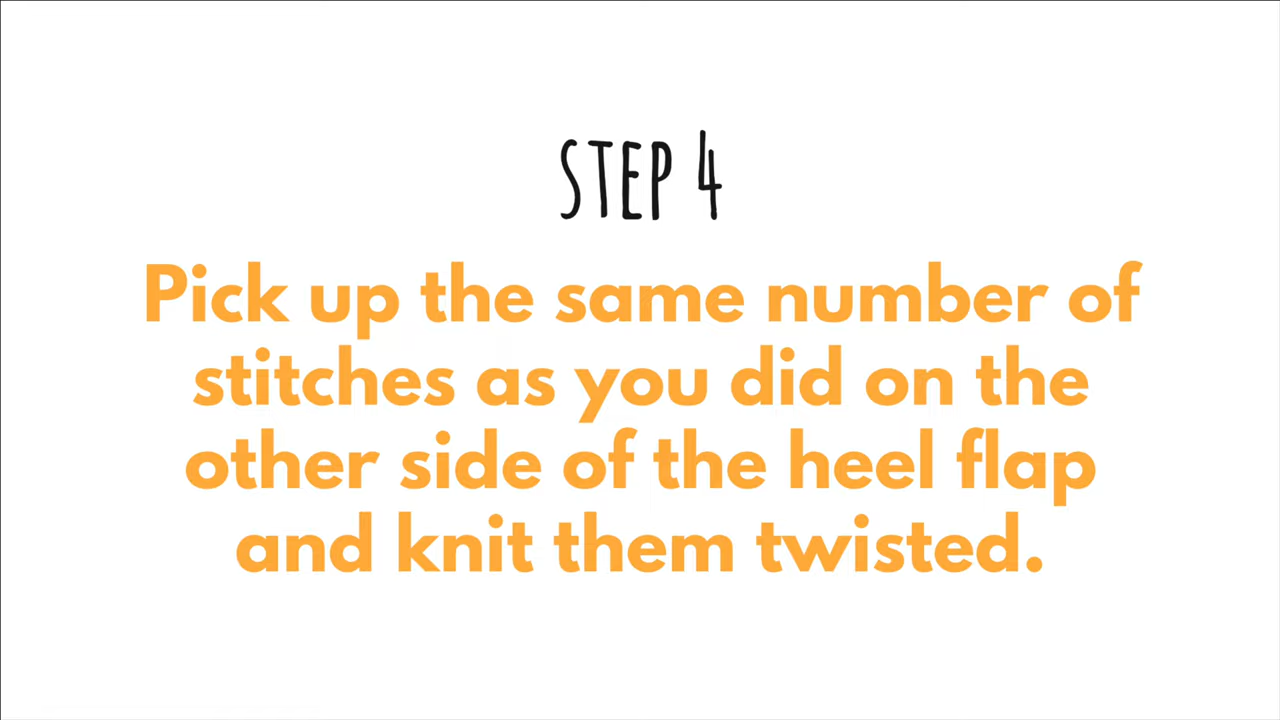 STEP 4
Pick up the same number of
stitches as you did on the
other side of the heel flap
and knit them twisted.